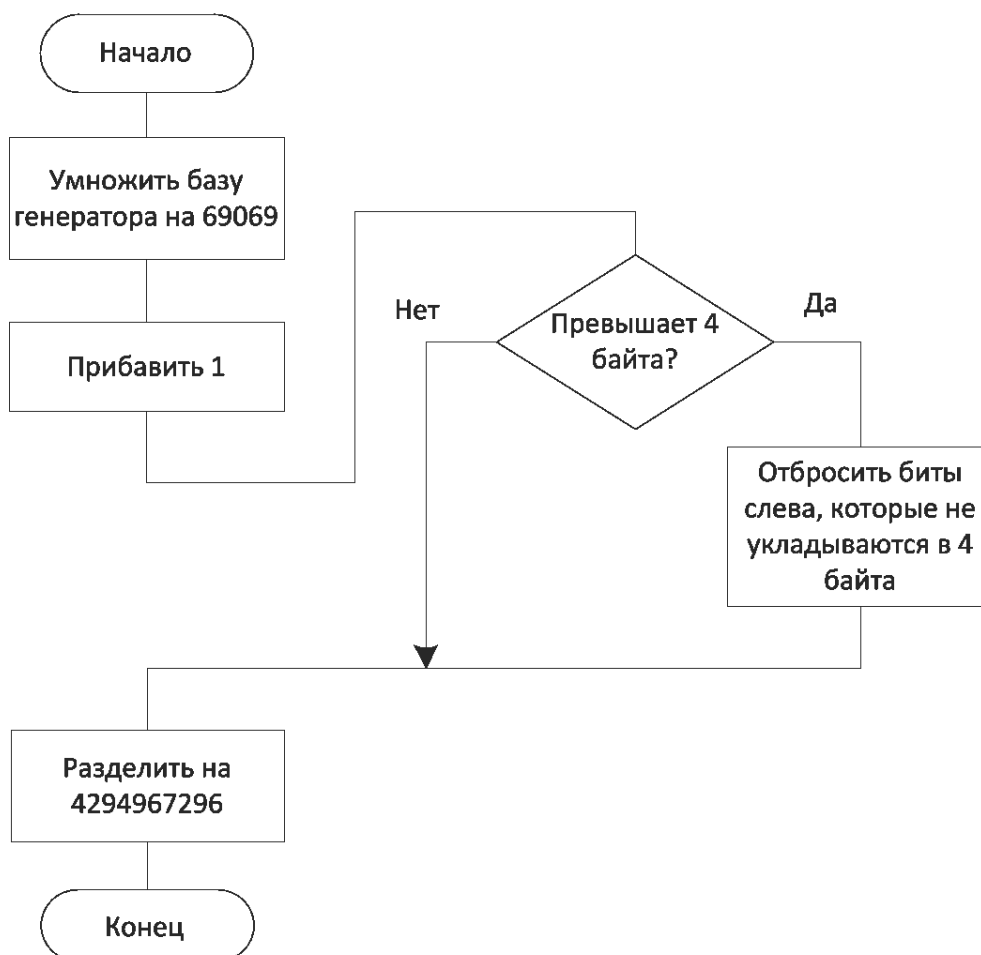 Начало
Умножить базу
генератора на 69069
Прибавить 1
Нет
Превышает 4
байта?
Да
Отбросить биты
слева, которые не
укладываются в 4
байта
Разделить на
4294967296
Конец